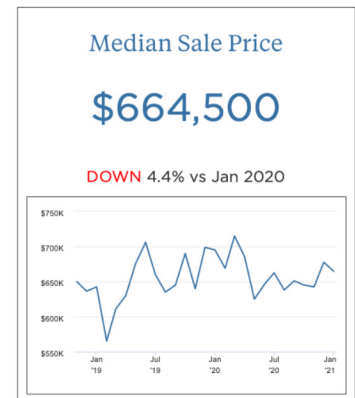 Median Sale Price
$664,500
DOWN 4.4% vs Jan 2020
$750K
$700K
$650K
$600K
$550K
Jan Jul Jan Jul Jan
'19 '19 '20 '20 '21